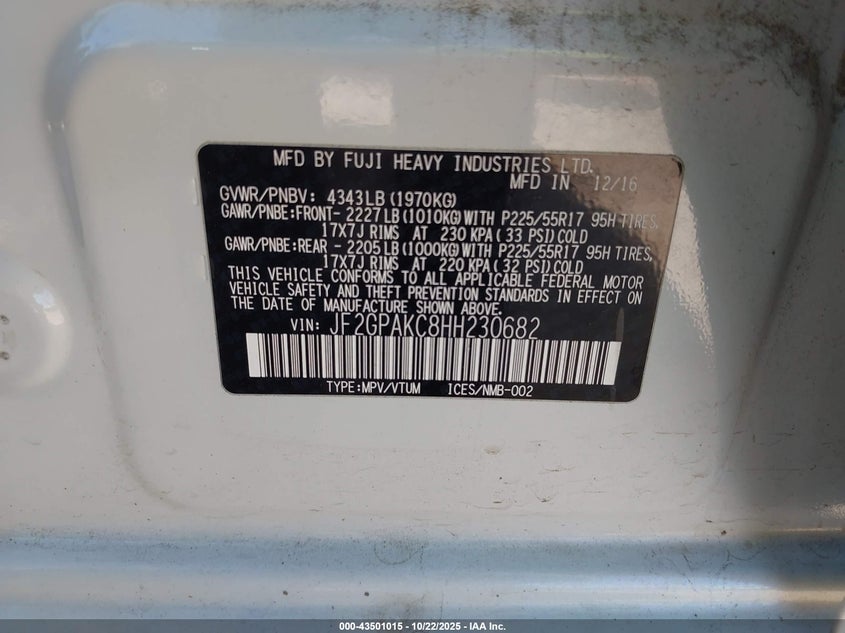 MFD BY FUJI HEAVY INDUSTRIES LTD.
MFD IN 12/16
GVWR/PNBV: 4343LB (1970KG)
GAWR/PNBE:FRONT- 2227LB (1010KG) WITH P225/55R17 95H TIRES,
17X7J RIMS AT 230 KPA (33 PSI) COLD
GAWR/PNBE:REAR - 2205LB (1000KG) WITH P225/55R17 95H TIRES,
17X7J RIMS AT 220 KPA (32 PSI) COLD
THIS VEHICLE CONFORMS TO ALL APPLICABLE FEDERAL MOTOR
VEHICLE SAFETY AND THEFT PREVENTION STANDARDS IN EFFECT ON
THE DATE OF MANUFACTURE SHOWN ABOVE.
VIN: JF2GPAKC8HH230682
TYPE:MPV/VTUM ICES/NMB-002
000-43501015 - 10/22/2025 - IAA Inc.